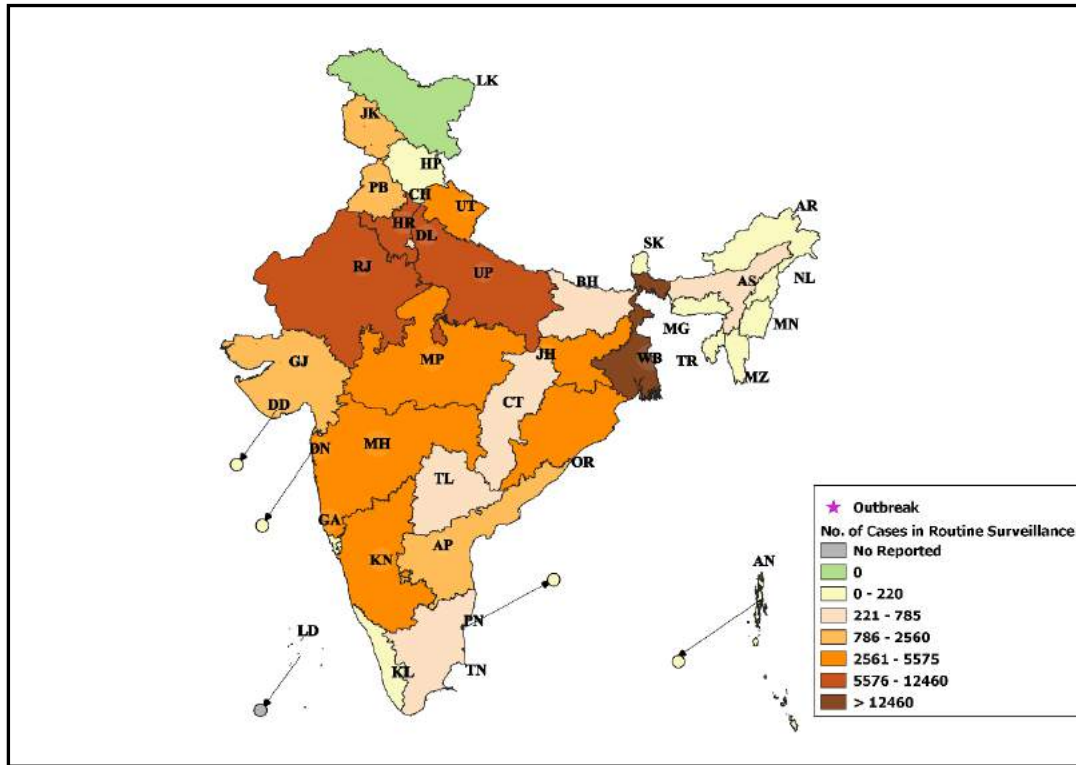 LK
JK
HP
PB
CH
UT
HR
DL
AR
SK
RJ
UP
BH
AS
NL
MG
MN
GJ
MP
JH
WB
TR
MZ
DD
CT
DN
MH
OR
TL
GA
AP
KN
AN
PN
LD
KL
TN
Outbreak
No. of Cases in Routine Surveillance
No Reported
0
0 - 220
221 - 785
786 - 2560
2561 - 5575
5576 - 12460
> 12460